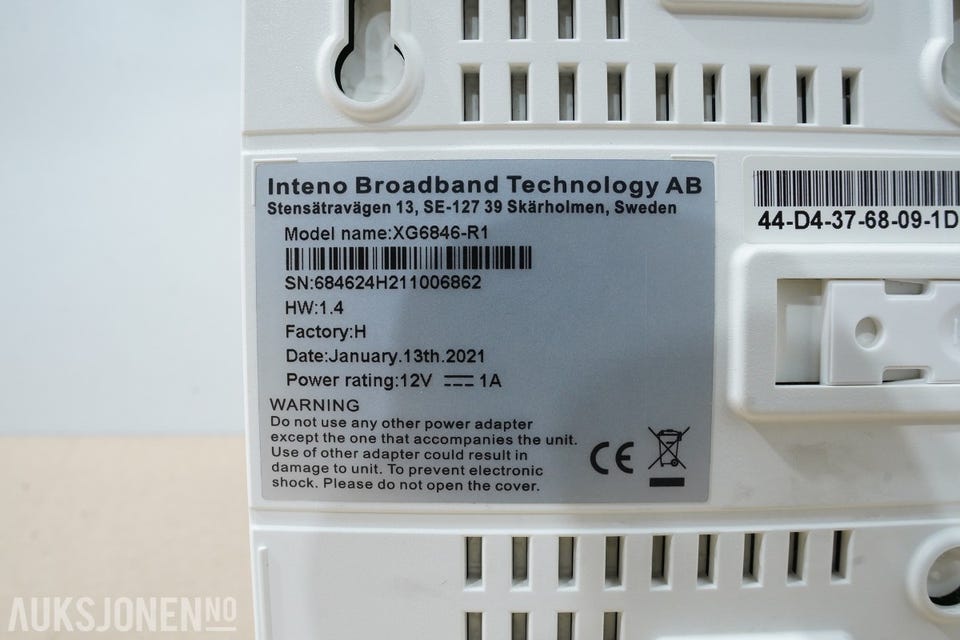 Inteno Broadband Technology AB
Stensätravägen 13, SE-127 39 Skärholmen, Sweden
Model name:XG6846-R1
SN:684624H211006862
HW:1.4
Factory:H
Date:January.13th.2021
Power rating:12V 1A
WARNING
Do not use any other power adapter
except the one that accompanies the unit.
Use of other adapter could result in
damage to unit. To prevent electronic
shock. Please do not open the cover.
CE
44-D4-37-68-09-1D
AUKSJONEN.NO